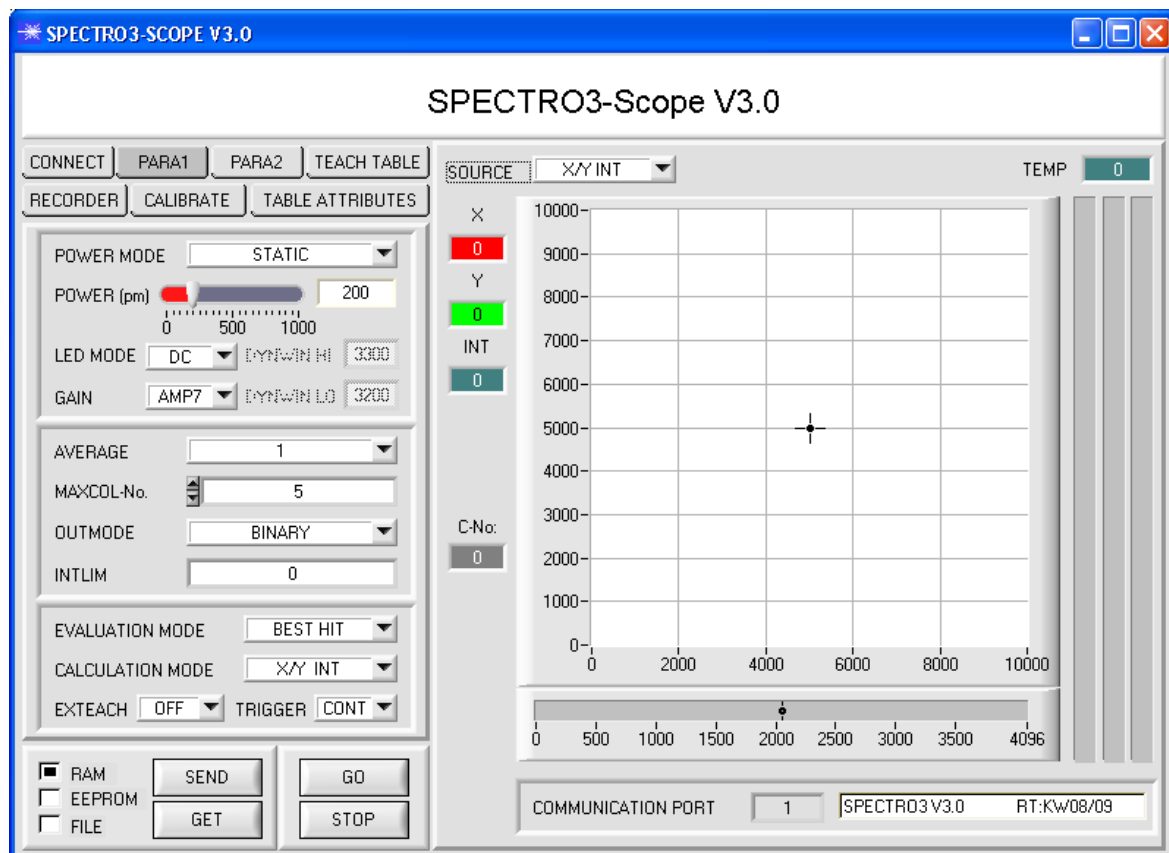 SPECTRO3-SCOPE V3.0
SPECTRO3-Scope V3.0
CONNECT PARA1 PARA2 TEACH TABLE
RECORDER CALIBRATE TABLE ATTRIBUTES
POWER MODE STATIC
POWER (pm) 200
0 500 1000
LED MODE DC DYNWIN HI 3300
GAIN AMP7 DYNWIN LO 3200
AVERAGE 1
MAXCOL-No. 5
OUTMODE BINARY
INTLIM 0
EVALUATION MODE BEST HIT
CALCULATION MODE X/Y INT
EXTEACH OFF TRIGGER CONT
RAM
EEPROM
FILE
SEND
GET
GO
STOP
SOURCE X/Y INT
TEMP 0
X
0
Y
0
INT
0
C-No:
0
10000
9000
8000
7000
6000
5000
4000
3000
2000
1000
0
0 2000 4000 6000 8000 10000
0 500 1000 1500 2000 2500 3000 3500 4096
COMMUNICATION PORT 1 SPECTRO3 V3.0 RT:KW08/09